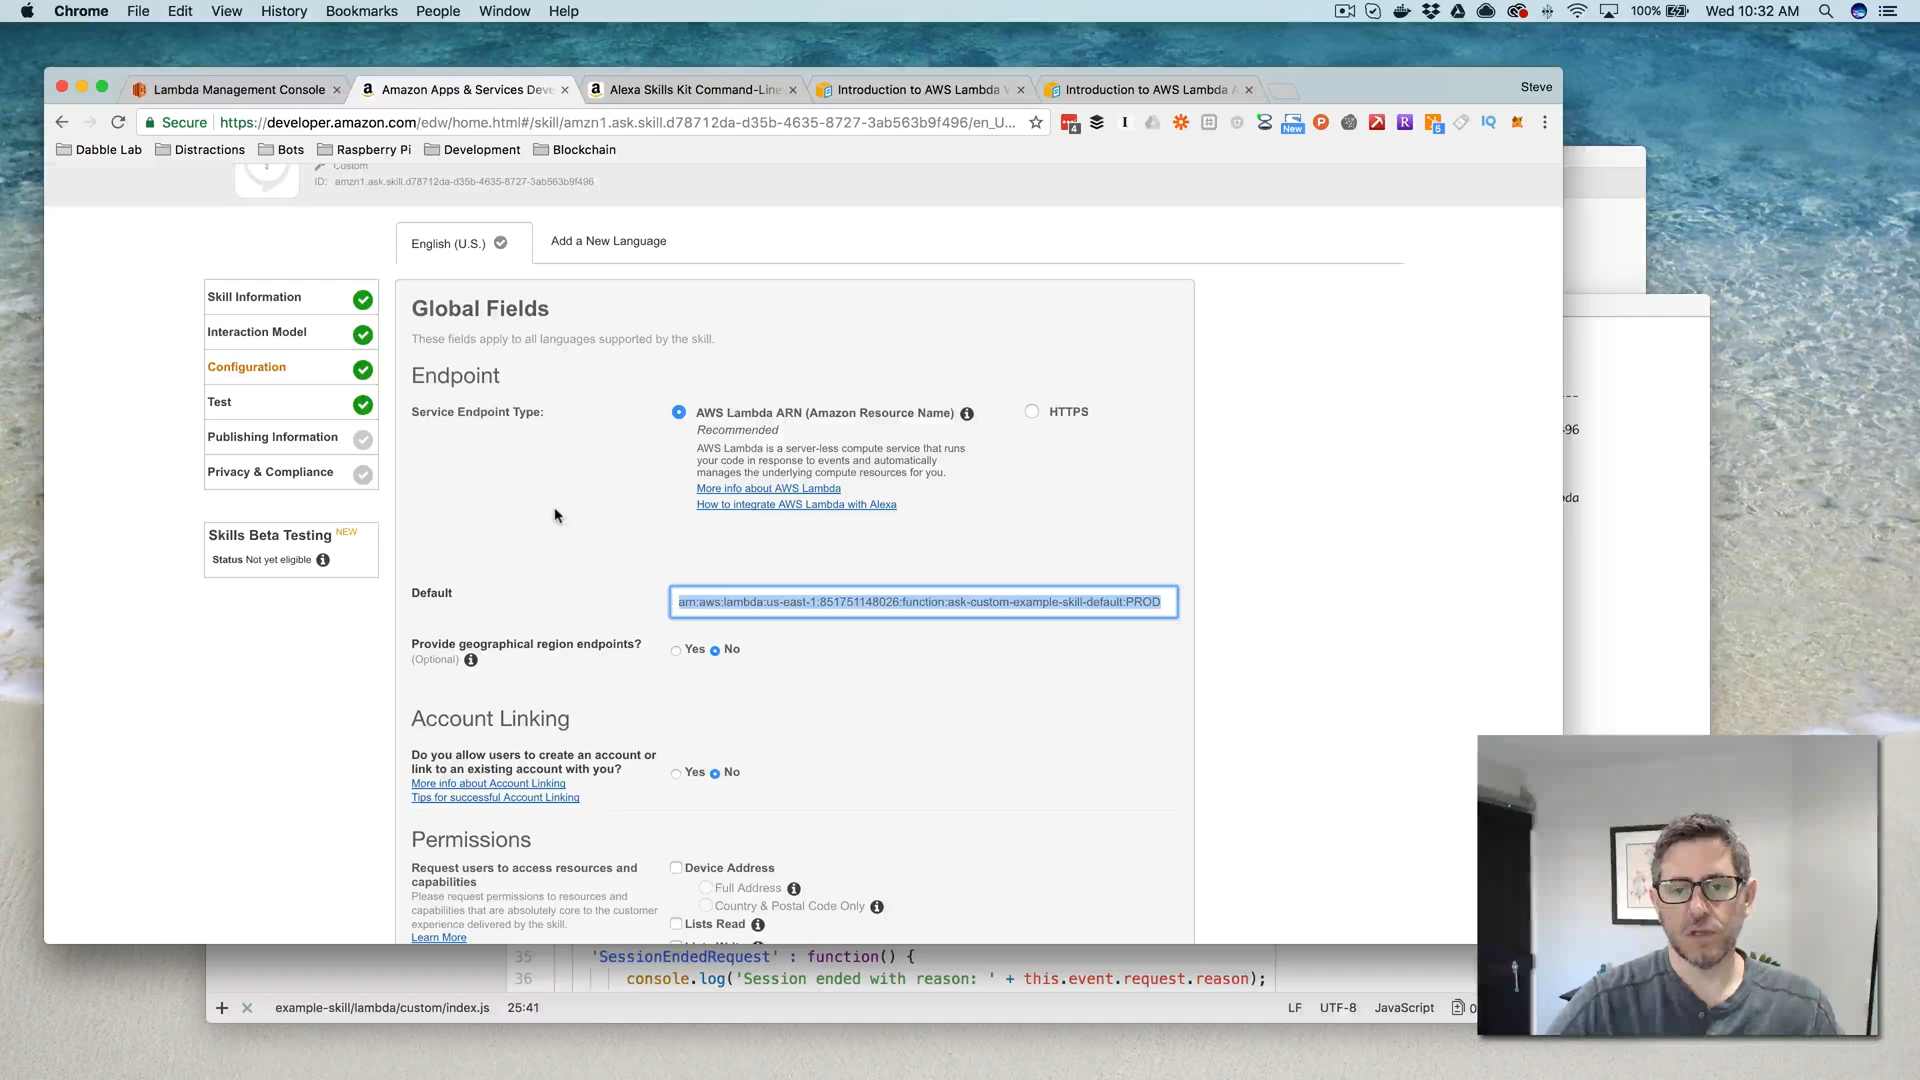 Chrome File Edit View History Bookmarks People Window Help 100% Wed 10:32 AM
Lambda Management Console Amazon Apps & Services Deve Alexa Skills Kit Command-Line Introduction to AWS Lambda V Introduction to AWS Lambda A Steve
Secure https://developer.amazon.com/edw/home.html#/skill/amzn1.ask.skill.d78712da-d35b-4635-8727-3ab563b9f496/en_U...
4 New 5 IQ
Dabble Lab Distractions Bots Raspberry Pi Development Blockchain
Custom
ID: amzn1.ask.skill.d78712da-d35b-4635-8727-3ab563b9f496
English (U.S.) Add a New Language
Skill Information
Interaction Model
Configuration
Test
Publishing Information
Privacy & Compliance
Skills Beta Testing NEW
Status Not yet eligible
Global Fields
These fields apply to all languages supported by the skill.
Endpoint
Service Endpoint Type: AWS Lambda ARN (Amazon Resource Name) HTTPS
Recommended
AWS Lambda is a server-less compute service that runs
your code in response to events and automatically
manages the underlying compute resources for you.
More info about AWS Lambda
How to integrate AWS Lambda with Alexa
Default arn:aws:lambda:us-east-1:851751148026:function:ask-custom-example-skill-default:PROD
Provide geographical region endpoints? Yes No
(Optional)
Account Linking
Do you allow users to create an account or
link to an existing account with you? Yes No
More info about Account Linking
Tips for successful Account Linking
Permissions
Request users to access resources and
capabilities
Please request permissions to resources and
capabilities that are absolutely core to the customer
experience delivered by the skill.
Learn More
Device Address
Full Address
Country & Postal Code Only
Lists Read
96
da
35 'SessionEndedRequest' : function() {
36 console.log('Session ended with reason: ' + this.event.request.reason);
example-skill/lambda/custom/index.js 25:41 LF UTF-8 JavaScript 0